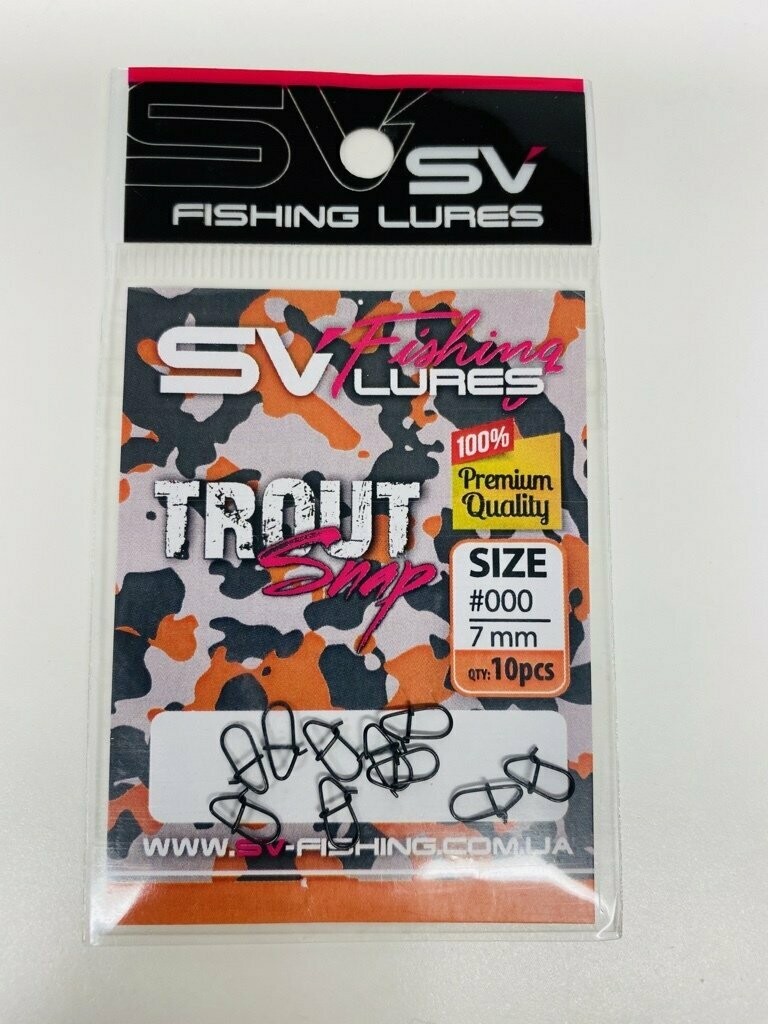 SV
SV
FISHING LURES
SV Fishing
LURES
100%
Premium
Quality
TROUT
Snap
SIZE
#000
7 mm
QTY: 10pcs
WWW.SV-FISHING.COM.UA